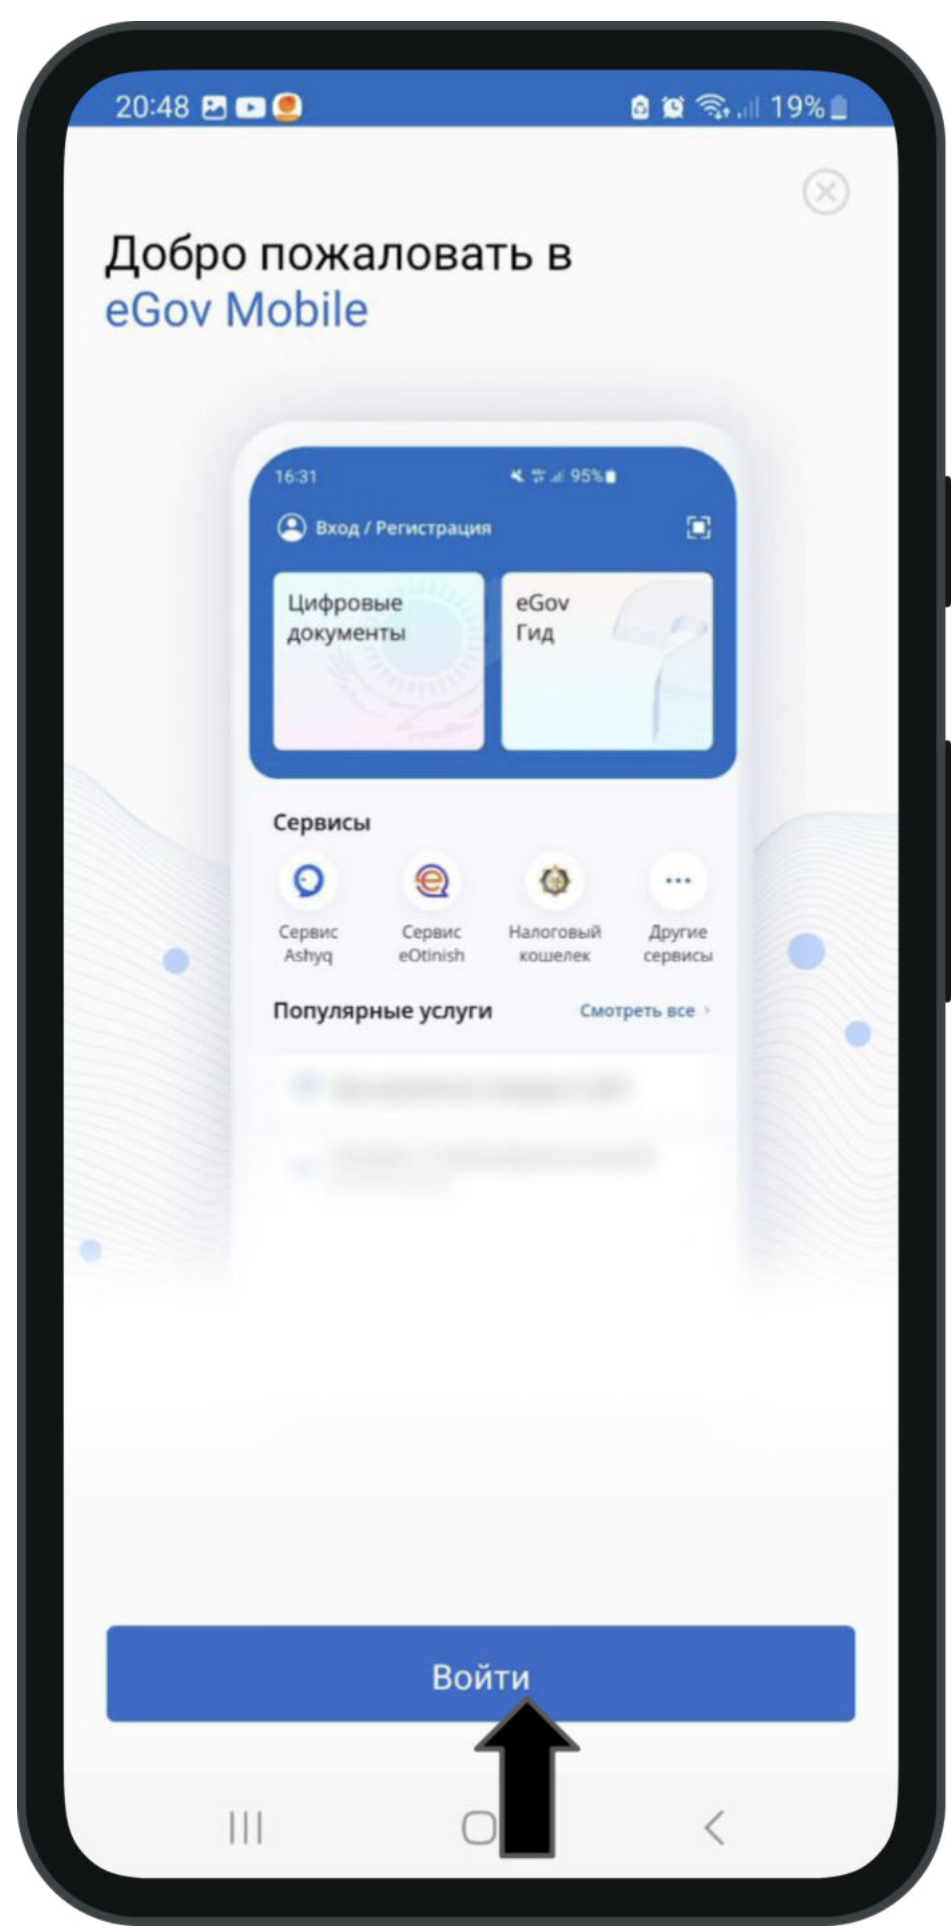 20:48
19%
Добро пожаловать в
eGov Mobile
16:31
95%
Вход / Регистрация
Цифровые
документы
eGov
Гид
Сервисы
Сервис
Ashyq
Сервис
eOtinish
Налоговый
кошелек
Другие
сервисы
Популярные услуги
Смотреть все
Войти